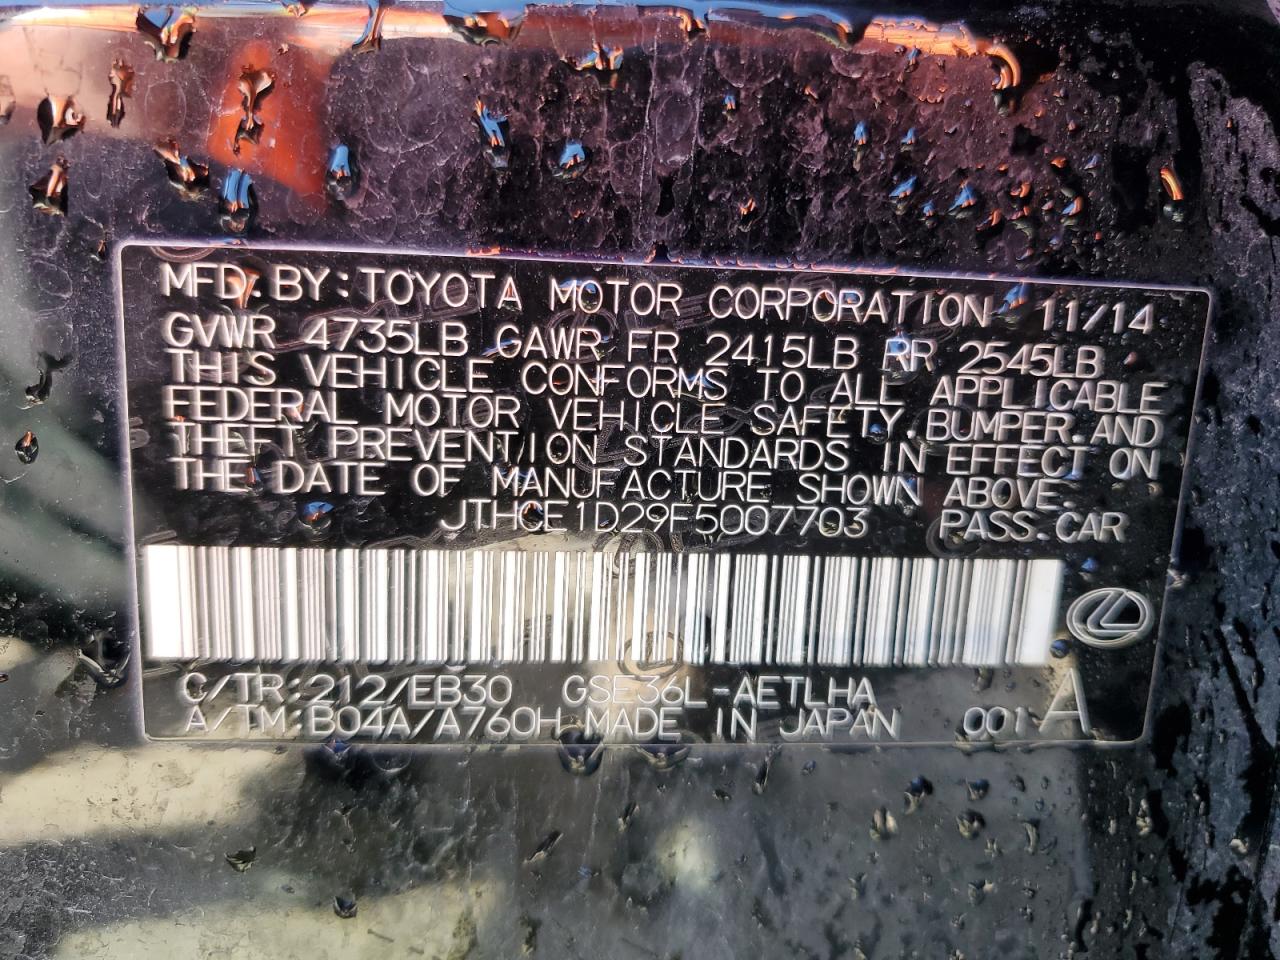 MFD. BY: TOYOTA MOTOR CORPORATION 11/14
GVWR 4735LB GAWR FR 2415LB RR 2545LB
THIS VEHICLE CONFORMS TO ALL APPLICABLE
FEDERAL MOTOR VEHICLE SAFETY, BUMPER, AND
THEFT PREVENTION STANDARDS IN EFFECT ON
THE DATE OF MANUFACTURE SHOWN ABOVE.
JTHCE1D29F5007703 PASS. CAR
C/TR: 212/EB30 GSE36L-AETLHA
A/TM: B04A/A760H MADE IN JAPAN 001 A